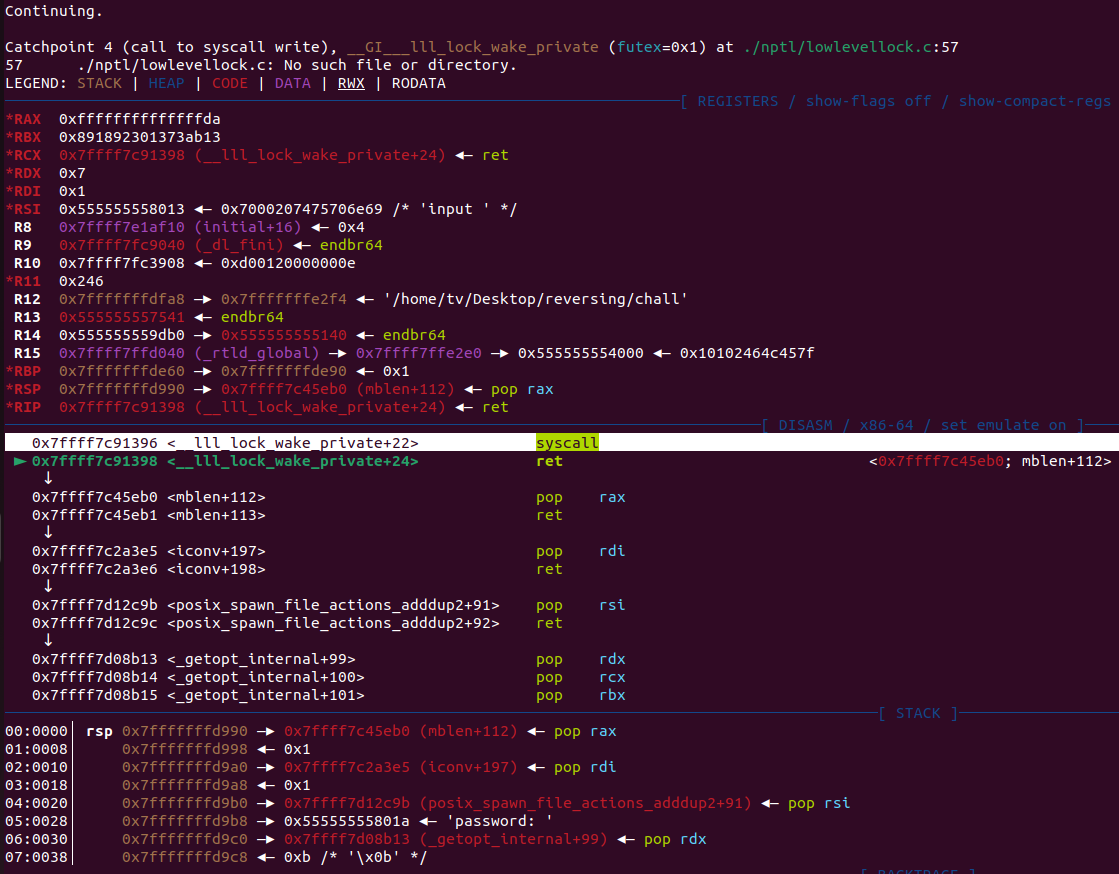 Continuing.
Catchpoint 4 (call to syscall write), __GI___lll_lock_wake_private (futex=0x1) at ./nptl/lowlevellock.c:57
57      ./nptl/lowlevellock.c: No such file or directory.
LEGEND: STACK | HEAP | CODE | DATA | RWX | RODATA
[ REGISTERS / show-flags off / show-compact-regs
*RAX  0xffffffffffffffda
*RBX  0x891892301373ab13
*RCX  0x7ffff7c91398 (__lll_lock_wake_private+24) ◂— ret
*RDX  0x7
*RDI  0x1
*RSI  0x555555558013 ◂— 0x7000207475706e69 /* 'input ' */
R8   0x7ffff7e1af10 (initial+16) ◂— 0x4
R9   0x7ffff7fc9040 (_dl_fini) ◂— endbr64
R10  0x7ffff7fc3908 ◂— 0xd00120000000e
*R11  0x246
R12  0x7fffffffdfa8 —▸ 0x7fffffffe2f4 ◂— '/home/tv/Desktop/reversing/chall'
R13  0x555555557541 ◂— endbr64
R14  0x555555559db0 —▸ 0x555555555140 ◂— endbr64
R15  0x7ffff7ffd040 (_rtld_global) —▸ 0x7ffff7ffe2e0 —▸ 0x555555554000 ◂— 0x10102464c457f
*RBP  0x7fffffffde60 —▸ 0x7fffffffde90 ◂— 0x1
*RSP  0x7fffffffd990 —▸ 0x7ffff7c45eb0 (mblen+112) ◂— pop rax
*RIP  0x7ffff7c91398 (__lll_lock_wake_private+24) ◂— ret
[ DISASM / x86-64 / set emulate on ]
0x7ffff7c91396 <__lll_lock_wake_private+22>    syscall
► 0x7ffff7c91398 <__lll_lock_wake_private+24>    ret    <0x7ffff7c45eb0; mblen+112>
↓
0x7ffff7c45eb0 <mblen+112>    pop    rax
0x7ffff7c45eb1 <mblen+113>    ret
↓
0x7ffff7c2a3e5 <iconv+197>    pop    rdi
0x7ffff7c2a3e6 <iconv+198>    ret
↓
0x7ffff7d12c9b <posix_spawn_file_actions_adddup2+91>    pop    rsi
0x7ffff7d12c9c <posix_spawn_file_actions_adddup2+92>    ret
↓
0x7ffff7d08b13 <_getopt_internal+99>    pop    rdx
0x7ffff7d08b14 <_getopt_internal+100>    pop    rcx
0x7ffff7d08b15 <_getopt_internal+101>    pop    rbx
[ STACK ]
00:0000│ rsp 0x7fffffffd990 —▸ 0x7ffff7c45eb0 (mblen+112) ◂— pop rax
01:0008│     0x7fffffffd998 ◂— 0x1
02:0010│     0x7fffffffd9a0 —▸ 0x7ffff7c2a3e5 (iconv+197) ◂— pop rdi
03:0018│     0x7fffffffd9a8 ◂— 0x1
04:0020│     0x7fffffffd9b0 —▸ 0x7ffff7d12c9b (posix_spawn_file_actions_adddup2+91) ◂— pop rsi
05:0028│     0x7fffffffd9b8 —▸ 0x55555555801a ◂— 'password: '
06:0030│     0x7fffffffd9c0 —▸ 0x7ffff7d08b13 (_getopt_internal+99) ◂— pop rdx
07:0038│     0x7fffffffd9c8 ◂— 0xb /* '\x0b' */